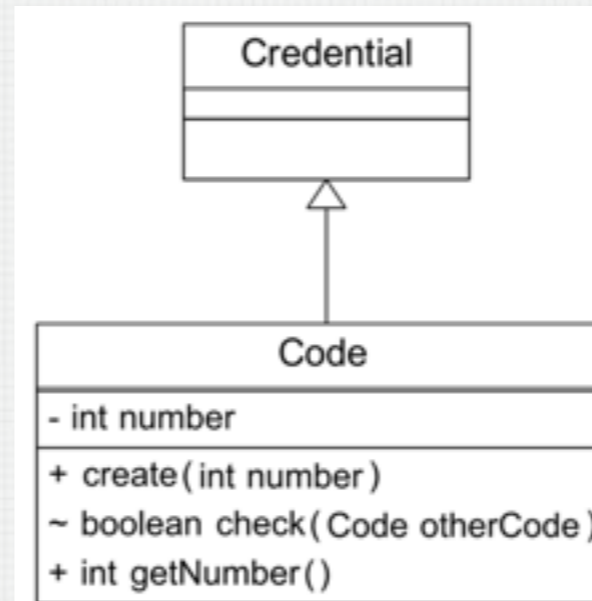 Credential
Code
- int number
+ create(int number)
~ boolean check(Code otherCode)
+ int getNumber()